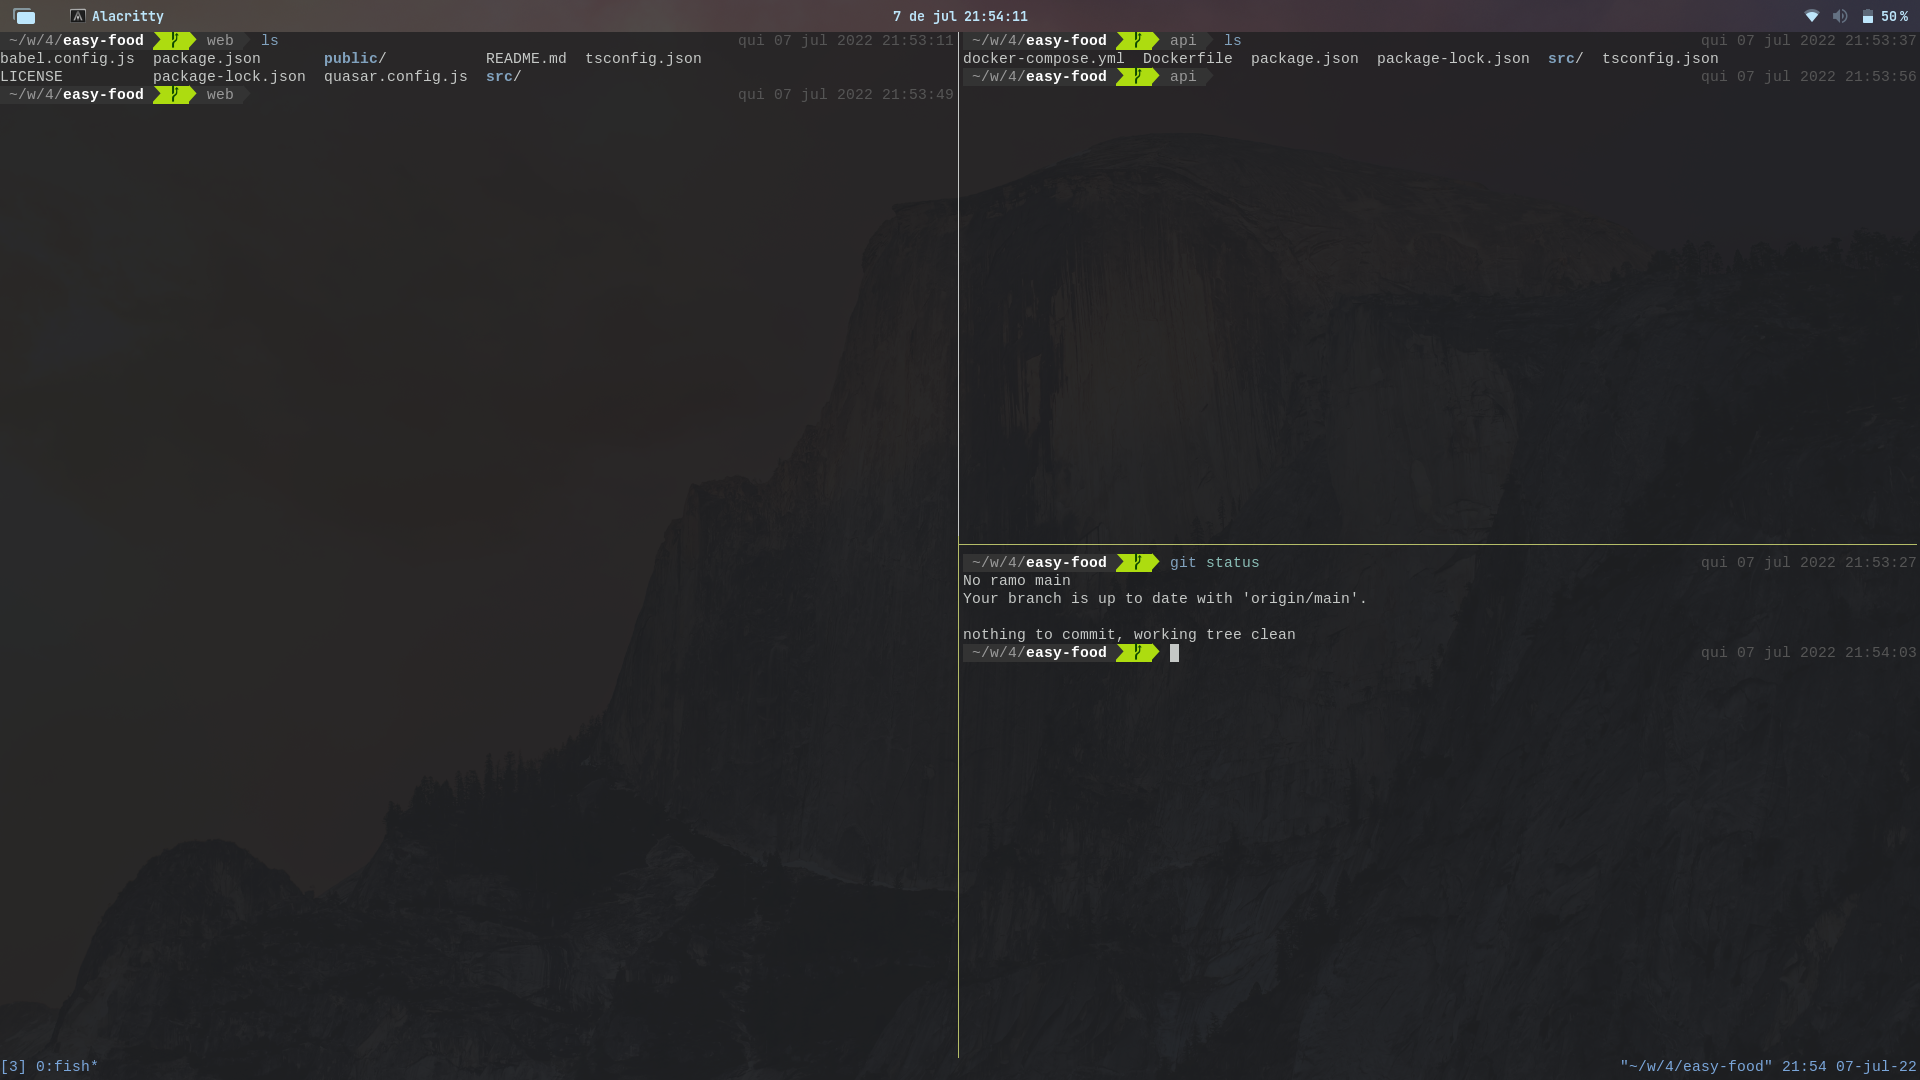 Alacritty
7 de jul 21:54:11
50%
~/w/4/easy-food web ls qui 07 jul 2022 21:53:11
babel.config.js package.json public/ README.md tsconfig.json
LICENSE package-lock.json quasar.config.js src/
~/w/4/easy-food web qui 07 jul 2022 21:53:49
~/w/4/easy-food api ls qui 07 jul 2022 21:53:37
docker-compose.yml Dockerfile package.json package-lock.json src/ tsconfig.json
~/w/4/easy-food api qui 07 jul 2022 21:53:56
~/w/4/easy-food git status qui 07 jul 2022 21:53:27
No ramo main
Your branch is up to date with 'origin/main'.
nothing to commit, working tree clean
~/w/4/easy-food qui 07 jul 2022 21:54:03
[3] 0:fish*
"~/w/4/easy-food" 21:54 07-jul-22